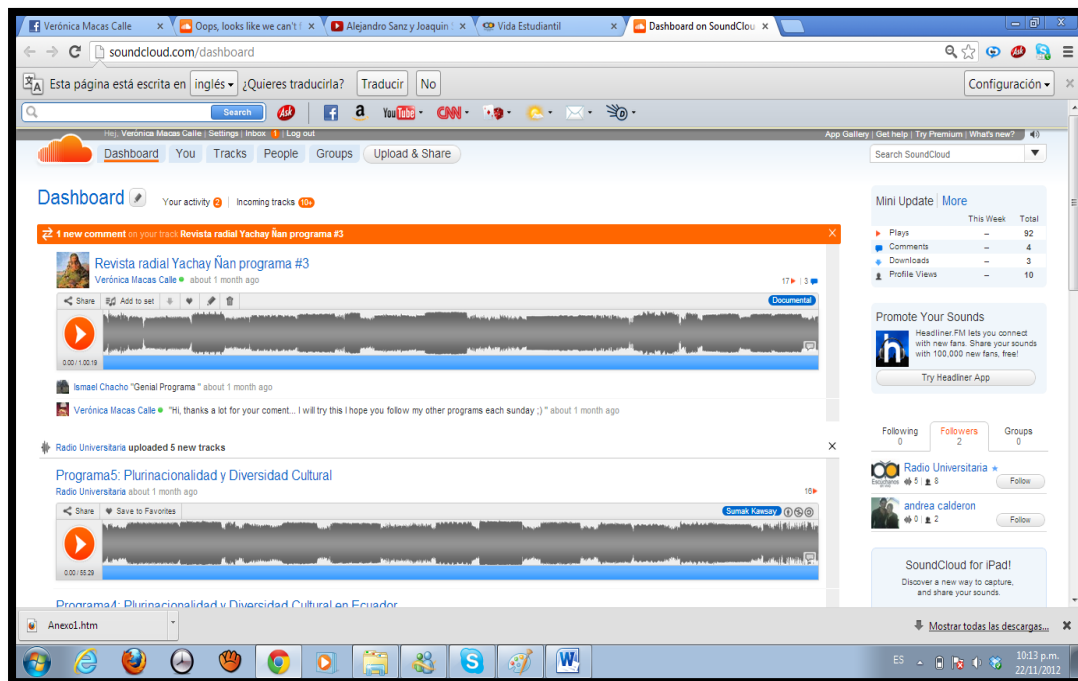 Verónica Macas Calle
Oops, looks like we can't f
Alejandro Sanz y Joaquin
Vida Estudiantil
Dashboard on SoundClou
soundcloud.com/dashboard
Esta página está escrita en inglés ¿Quieres traducirla? Traducir No Configuración
Search Ask a YouTube CNN
Hej, Verónica Macas Calle | Settings | Inbox 1 | Log out
App Gallery | Get help | Try Premium | What's new?
Dashboard You Tracks People Groups Upload & Share
Search SoundCloud
Dashboard
Your activity 2 | Incoming tracks 10+
1 new comment on your track Revista radial Yachay Ñan programa #3
Revista radial Yachay Ñan programa #3
Verónica Macas Calle about 1 month ago
17 | 3
Share Add to set
Documental
0.00 / 1.00.19
Ismael Chacho "Genial Programa " about 1 month ago
Verónica Macas Calle "Hi, thanks a lot for your coment... I will try this I hope you follow my other programs each sunday ;) " about 1 month ago
Radio Universitaria uploaded 5 new tracks
Programa5: Plurinacionalidad y Diversidad Cultural
Radio Universitaria about 1 month ago
16
Share Save to Favorites
Sumak Kawsay
0.00 / 55.29
Programa4: Plurinacionalidad y Diversidad Cultural en Ecuador
Mini Update | More
This Week Total
Plays – 92
Comments – 4
Downloads – 3
Profile Views – 10
Promote Your Sounds
Headliner.FM lets you connect
with new fans. Share your sounds
with 100,000 new fans, free!
Try Headliner App
Following Followers Groups
0 2 0
Radio Universitaria
5 | 8 Follow
andrea calderon
0 | 2 Follow
SoundCloud for iPad!
Discover a new way to capture,
and share your sounds.
Anexo1.htm
Mostrar todas las descargas...
ES
10:13 p.m.
22/11/2012